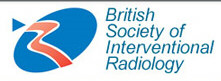 British
Society of
Interventional
Radiology